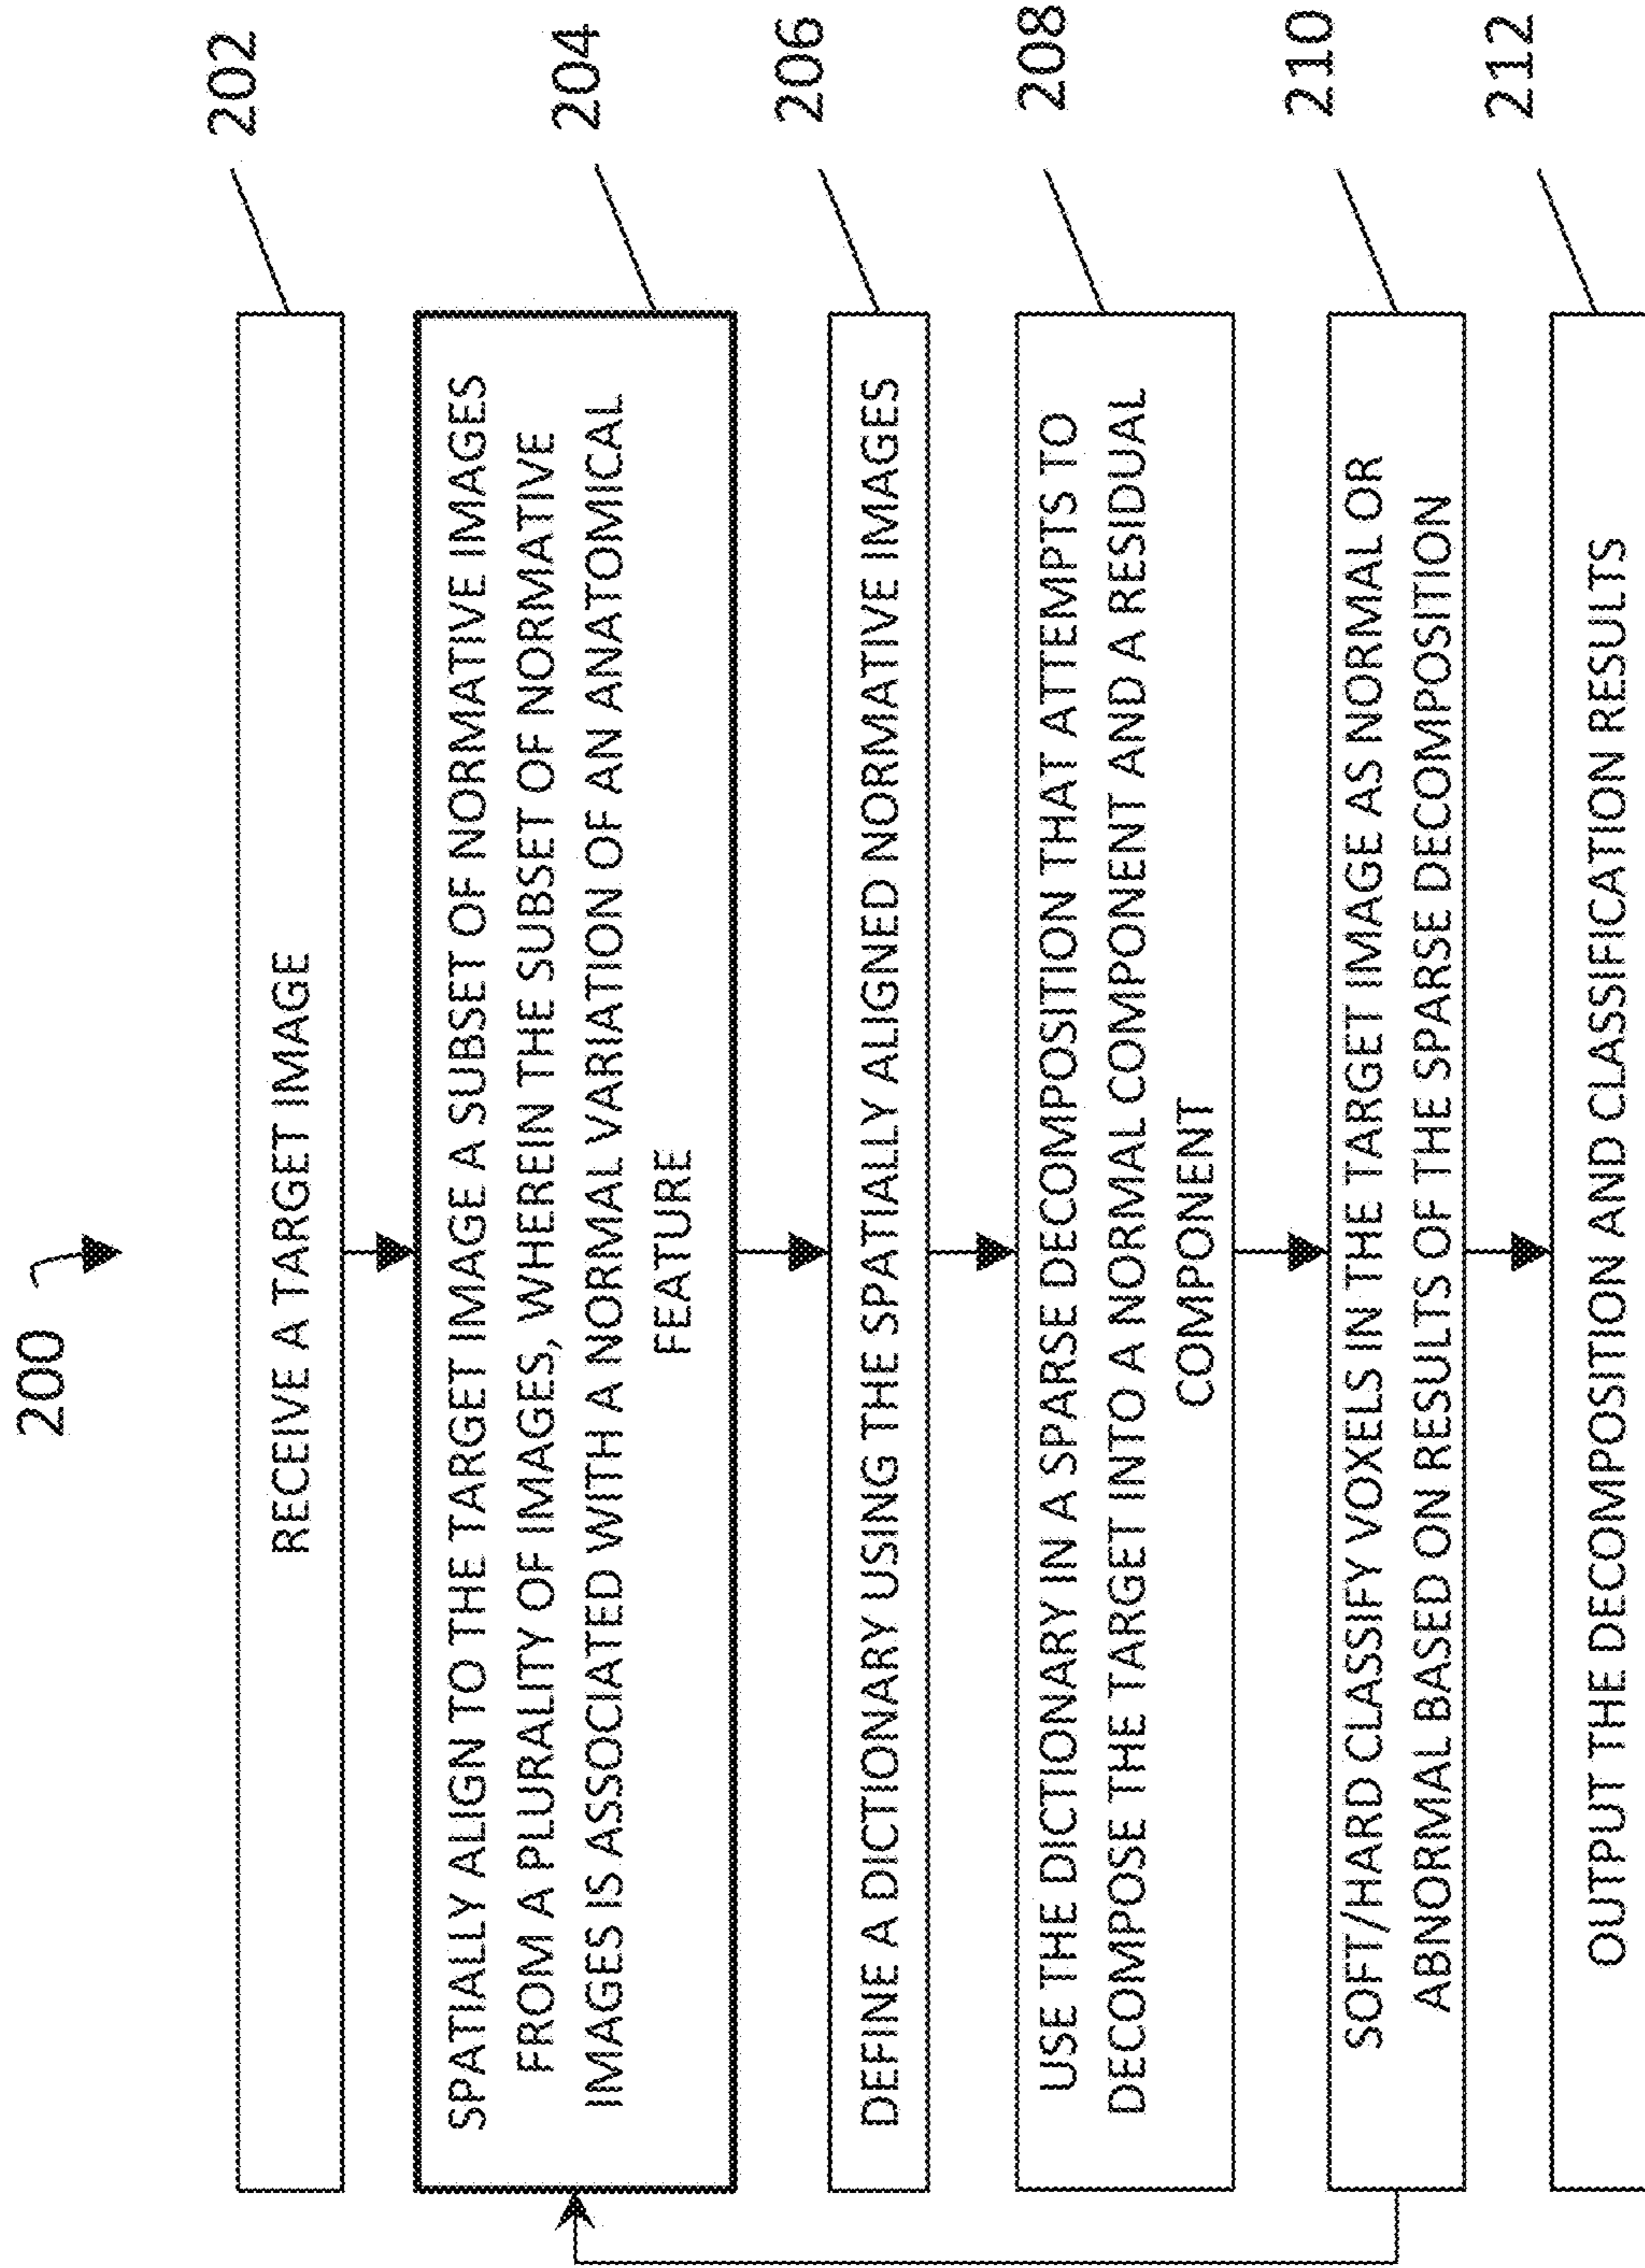 200
RECEIVE A TARGET IMAGE
202
SPATIALLY ALIGN TO THE TARGET IMAGE A SUBSET OF NORMATIVE IMAGES
FROM A PLURALITY OF IMAGES, WHEREIN THE SUBSET OF NORMATIVE
IMAGES IS ASSOCIATED WITH A NORMAL VARIATION OF AN ANATOMICAL
FEATURE
204
DEFINE A DICTIONARY USING THE SPATIALLY ALIGNED NORMATIVE IMAGES
206
USE THE DICTIONARY IN A SPARSE DECOMPOSITION THAT ATTEMPTS TO
DECOMPOSE THE TARGET INTO A NORMAL COMPONENT AND A RESIDUAL
COMPONENT
208
SOFT/HARD CLASSIFY VOXELS IN THE TARGET IMAGE AS NORMAL OR
ABNORMAL BASED ON RESULTS OF THE SPARSE DECOMPOSITION
210
OUTPUT THE DECOMPOSITION AND CLASSIFICATION RESULTS
212